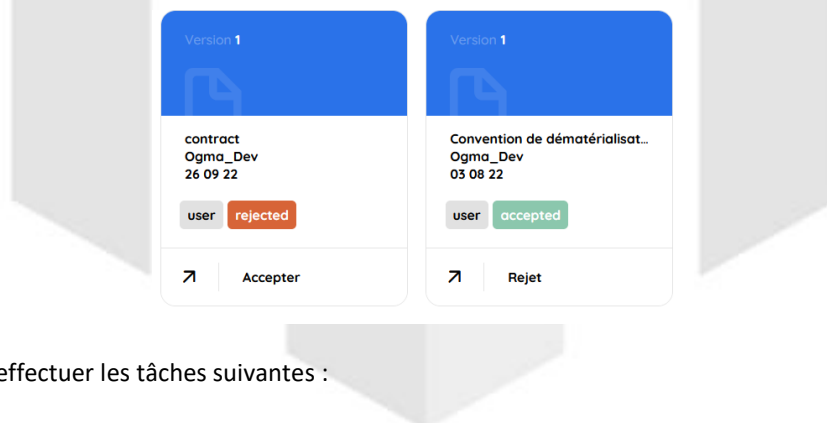 Version 1
contract
Ogma_Dev
26 09 22
user rejected
Accepter
Version 1
Convention de dématérialisat...
Ogma_Dev
03 08 22
user accepted
Rejet
effectuer les tâches suivantes :